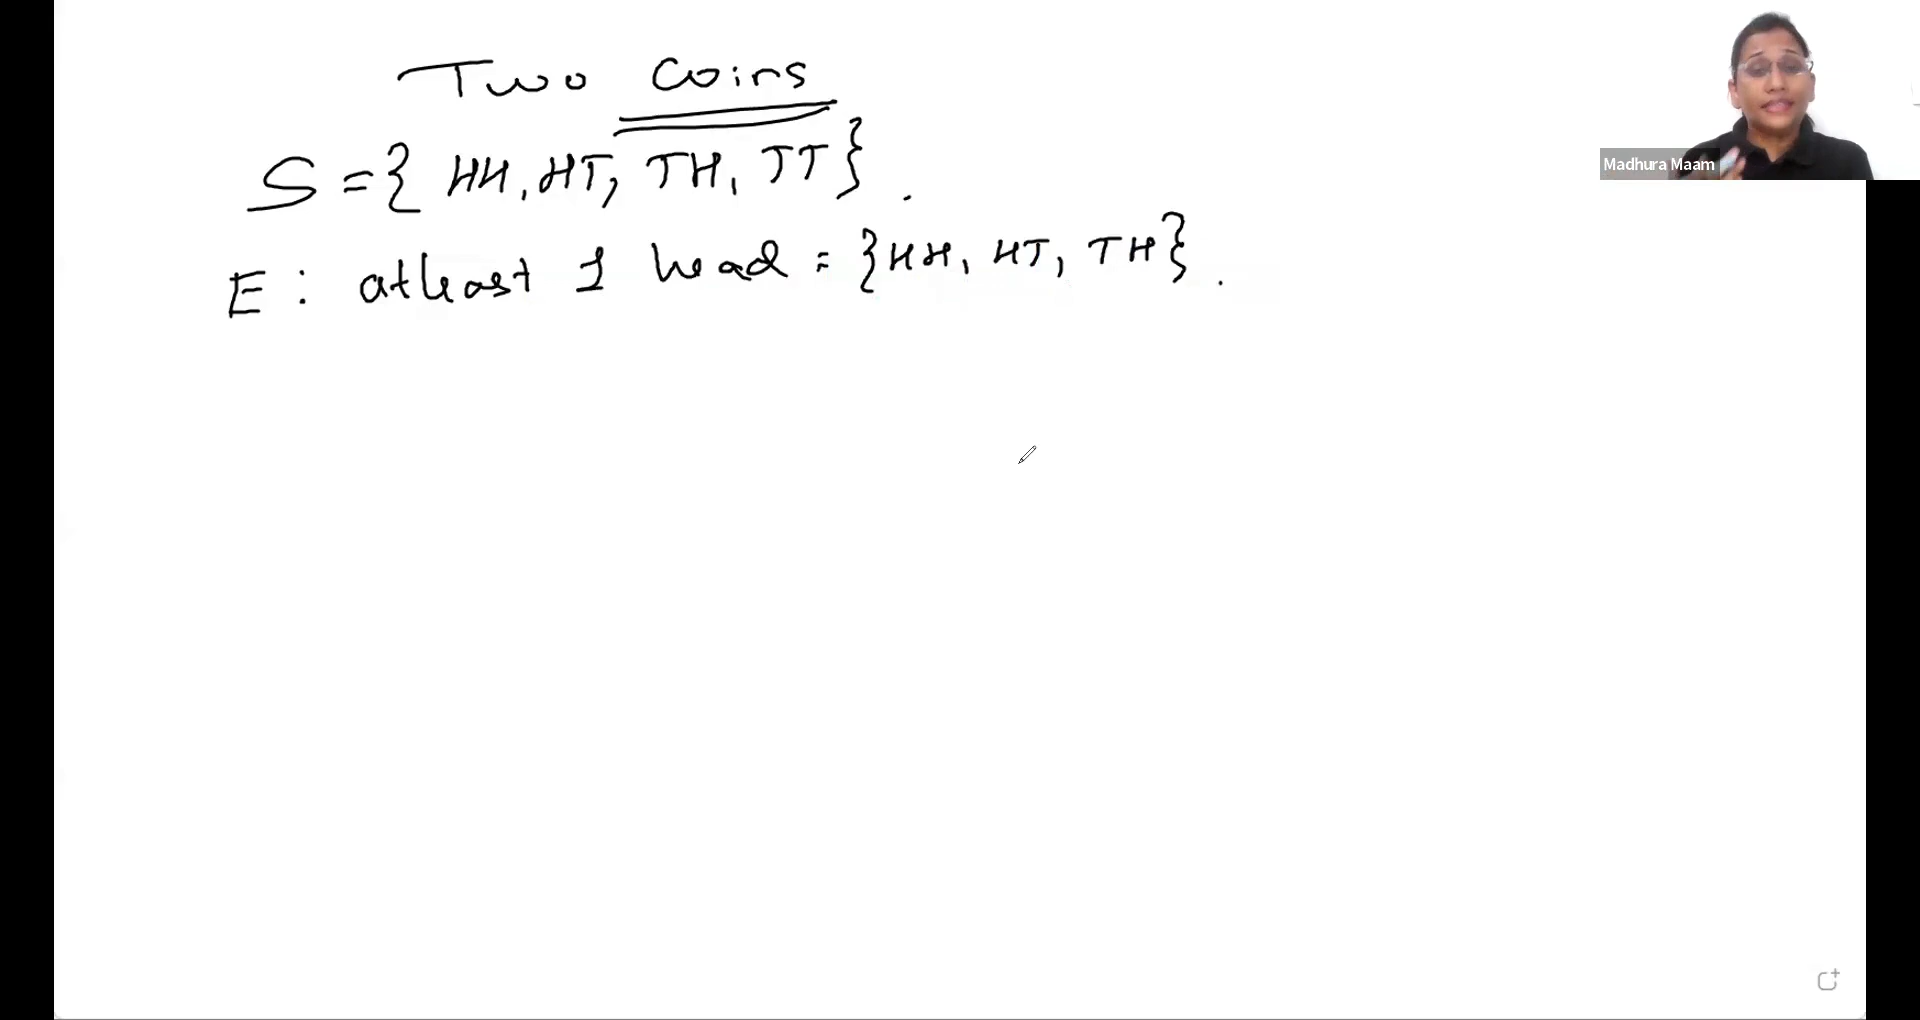 Two Coins
S = { HH, HT, TH, TT } .
E : atleast 1 head = { HH, HT, TH } .
Madhura Maam